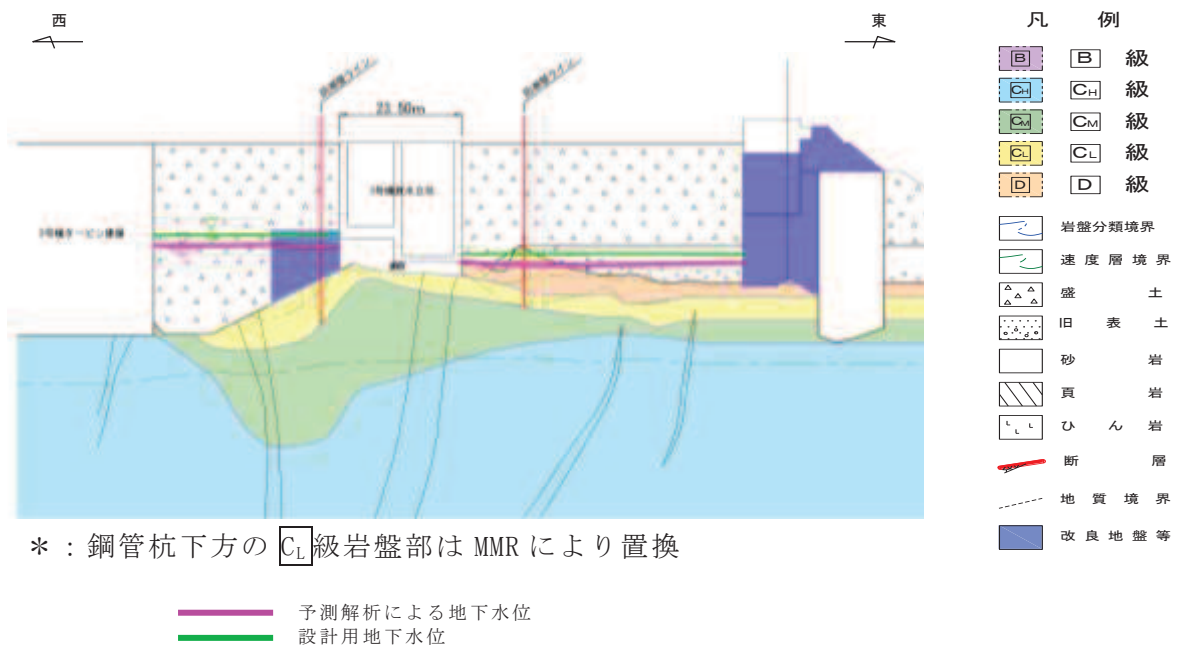 西
東
23.50m
凡 例
B B 級
CH CH 級
CM CM 級
CL CL 級
D D 級
岩盤分類境界
速度層境界
盛土
旧表土
砂岩
頁岩
ひん岩
断層
地質境界
改良地盤等
*：鋼管杭下方のCL級岩盤部はMMRにより置換
予測解析による地下水位
設計用地下水位